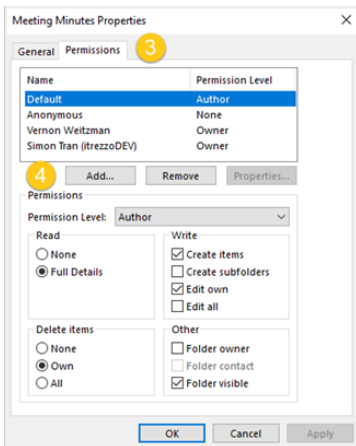 Meeting Minutes Properties
General Permissions 3
Name Permission Level
Default Author
Anonymous None
Vernon Weitzman Owner
Simon Tran (itrezzoDEV) Owner
4 Add... Remove Properties...
Permissions
Permission Level: Author
Read Write
None Create items
Full Details Create subfolders
Edit own
Edit all
Delete items Other
None Folder owner
Own Folder contact
All Folder visible
OK Cancel Apply